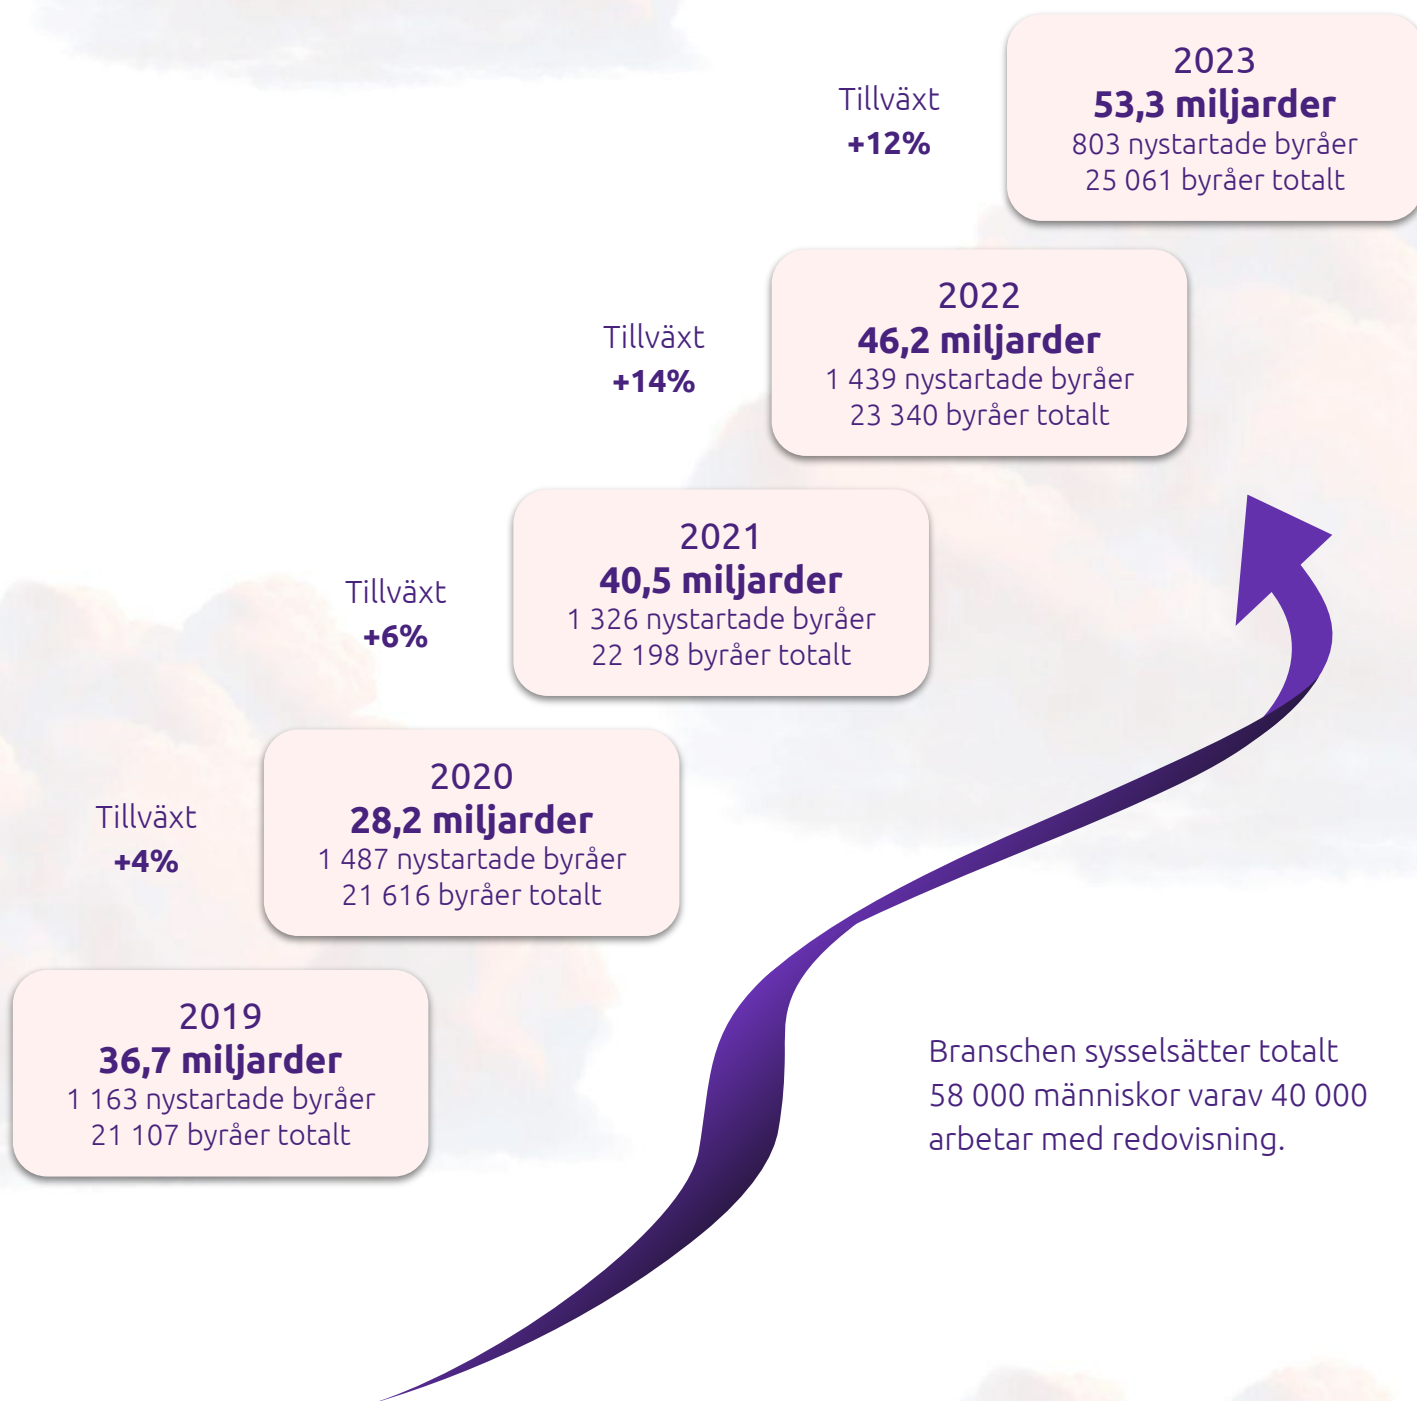 2023
53,3 miljarder
803 nystartade byråer
25 061 byråer totalt
Tillväxt
+12%
2022
46,2 miljarder
1 439 nystartade byråer
23 340 byråer totalt
Tillväxt
+14%
2021
40,5 miljarder
1 326 nystartade byråer
22 198 byråer totalt
Tillväxt
+6%
2020
28,2 miljarder
1 487 nystartade byråer
21 616 byråer totalt
Tillväxt
+4%
2019
36,7 miljarder
1 163 nystartade byråer
21 107 byråer totalt
Branschen sysselsätter totalt
58 000 människor varav 40 000
arbetar med redovisning.